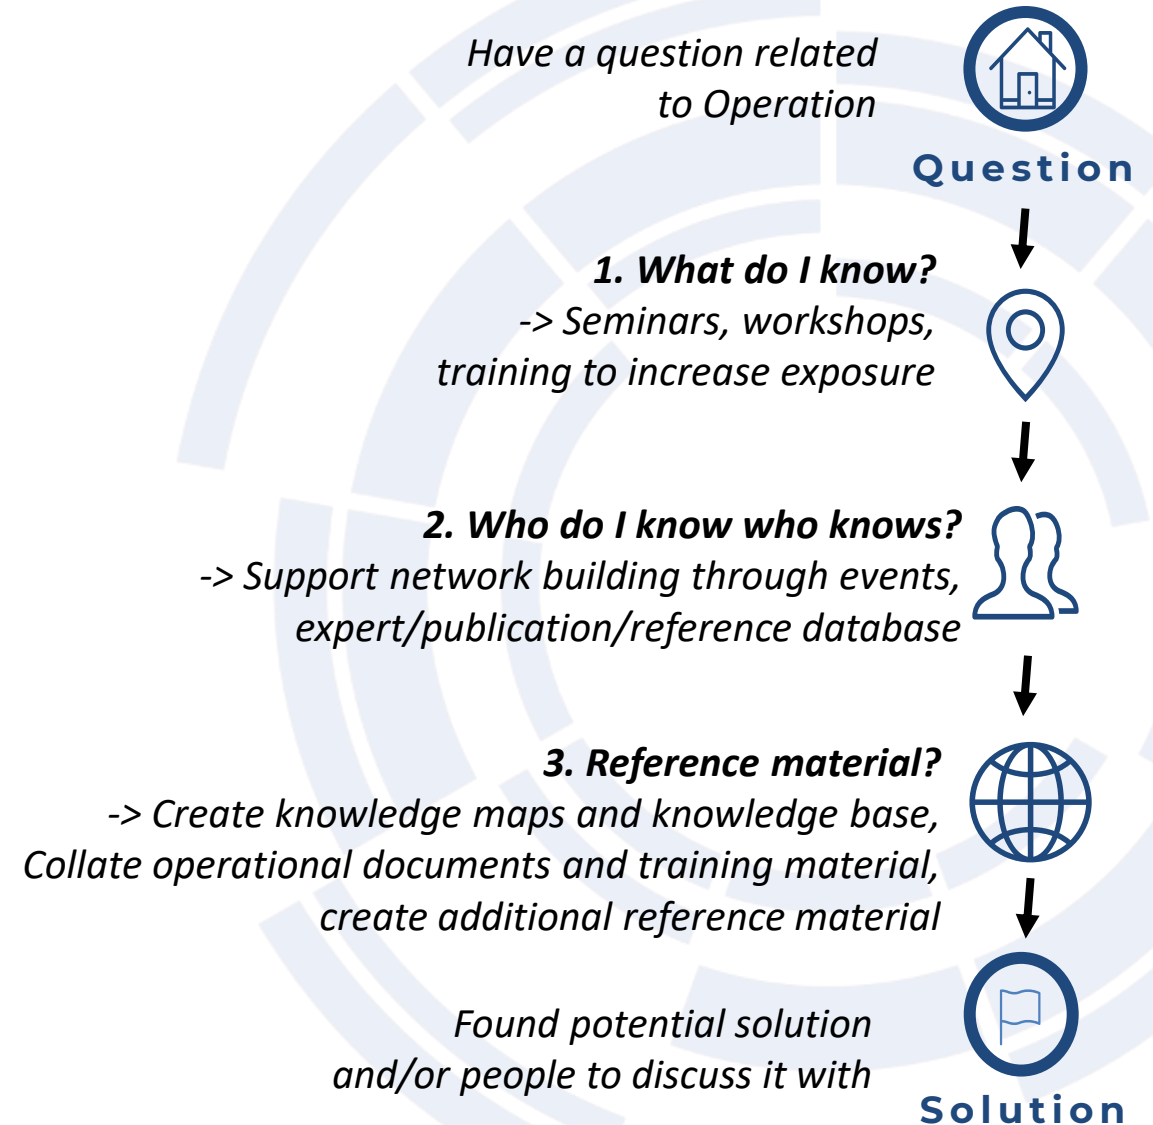 Have a question related
to Operation
Question
1. What do I know?
-> Seminars, workshops,
training to increase exposure
2. Who do I know who knows?
-> Support network building through events,
expert/publication/reference database
3. Reference material?
-> Create knowledge maps and knowledge base,
Collate operational documents and training material,
create additional reference material
Found potential solution
and/or people to discuss it with
Solution